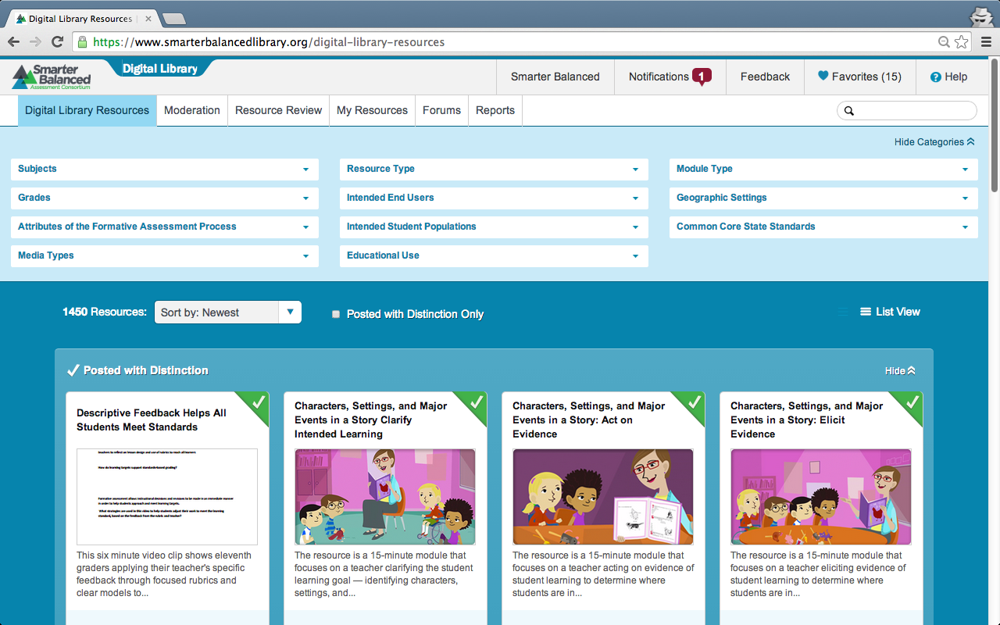 Digital Library Resources
https://www.smarterbalancedlibrary.org/digital-library-resources
Smarter
Balanced
Assessment Consortium
Digital Library
Smarter Balanced
Notifications 1
Feedback
Favorites (15)
Help
Digital Library Resources
Moderation
Resource Review
My Resources
Forums
Reports
Hide Categories
Subjects
Resource Type
Module Type
Grades
Intended End Users
Geographic Settings
Attributes of the Formative Assessment Process
Intended Student Populations
Common Core State Standards
Media Types
Educational Use
1450 Resources:
Sort by: Newest
Posted with Distinction Only
List View
Posted with Distinction
Hide
Descriptive Feedback Helps All
Students Meet Standards
teachers to reflect on lesson design and use of rubrics to reach all learners
How do learning targets support standards-based grading?
Formative assessment allows instructional decisions and revisions to be made in an immediate manner
in order to help students approach and meet learning targets.
What strategies are used in this video to help students adjust their work to meet the learning
standard, based on the feedback from the rubric and teacher?
This six minute video clip shows eleventh
graders applying their teacher's specific
feedback through focused rubrics and
clear models to...
Characters, Settings, and Major
Events in a Story Clarify
Intended Learning
The resource is a 15-minute module that
focuses on a teacher clarifying the student
learning goal — identifying characters,
settings, and...
Characters, Settings, and Major
Events in a Story: Act on
Evidence
The resource is a 15-minute module that
focuses on a teacher acting on evidence of
student learning to determine where
students are in...
Characters, Settings, and Major
Events in a Story: Elicit
Evidence
The resource is a 15-minute module that
focuses on a teacher eliciting evidence of
student learning to determine where
students are in...